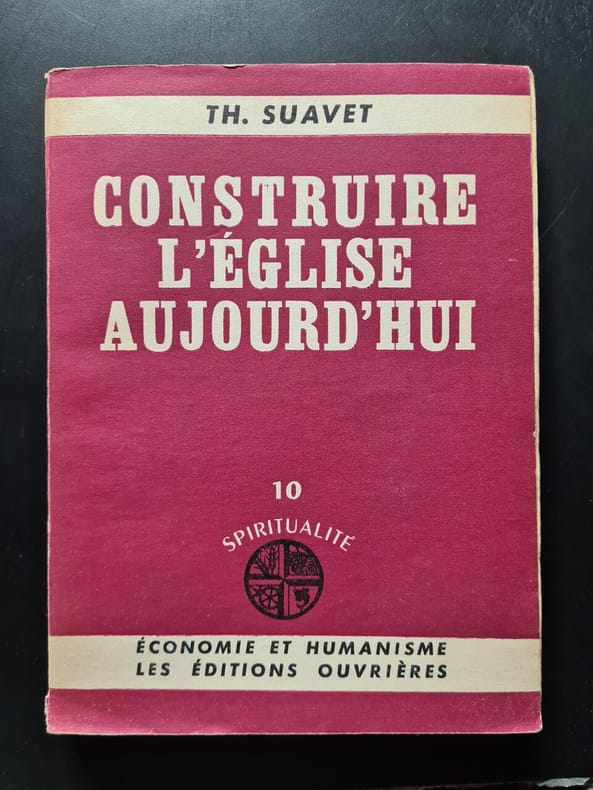 TH. SUAVET
CONSTRUIRE
L'ÉGLISE
AUJOURD'HUI
10
SPIRITUALITÉ
ÉCONOMIE ET HUMANISME
LES ÉDITIONS OUVRIÈRES